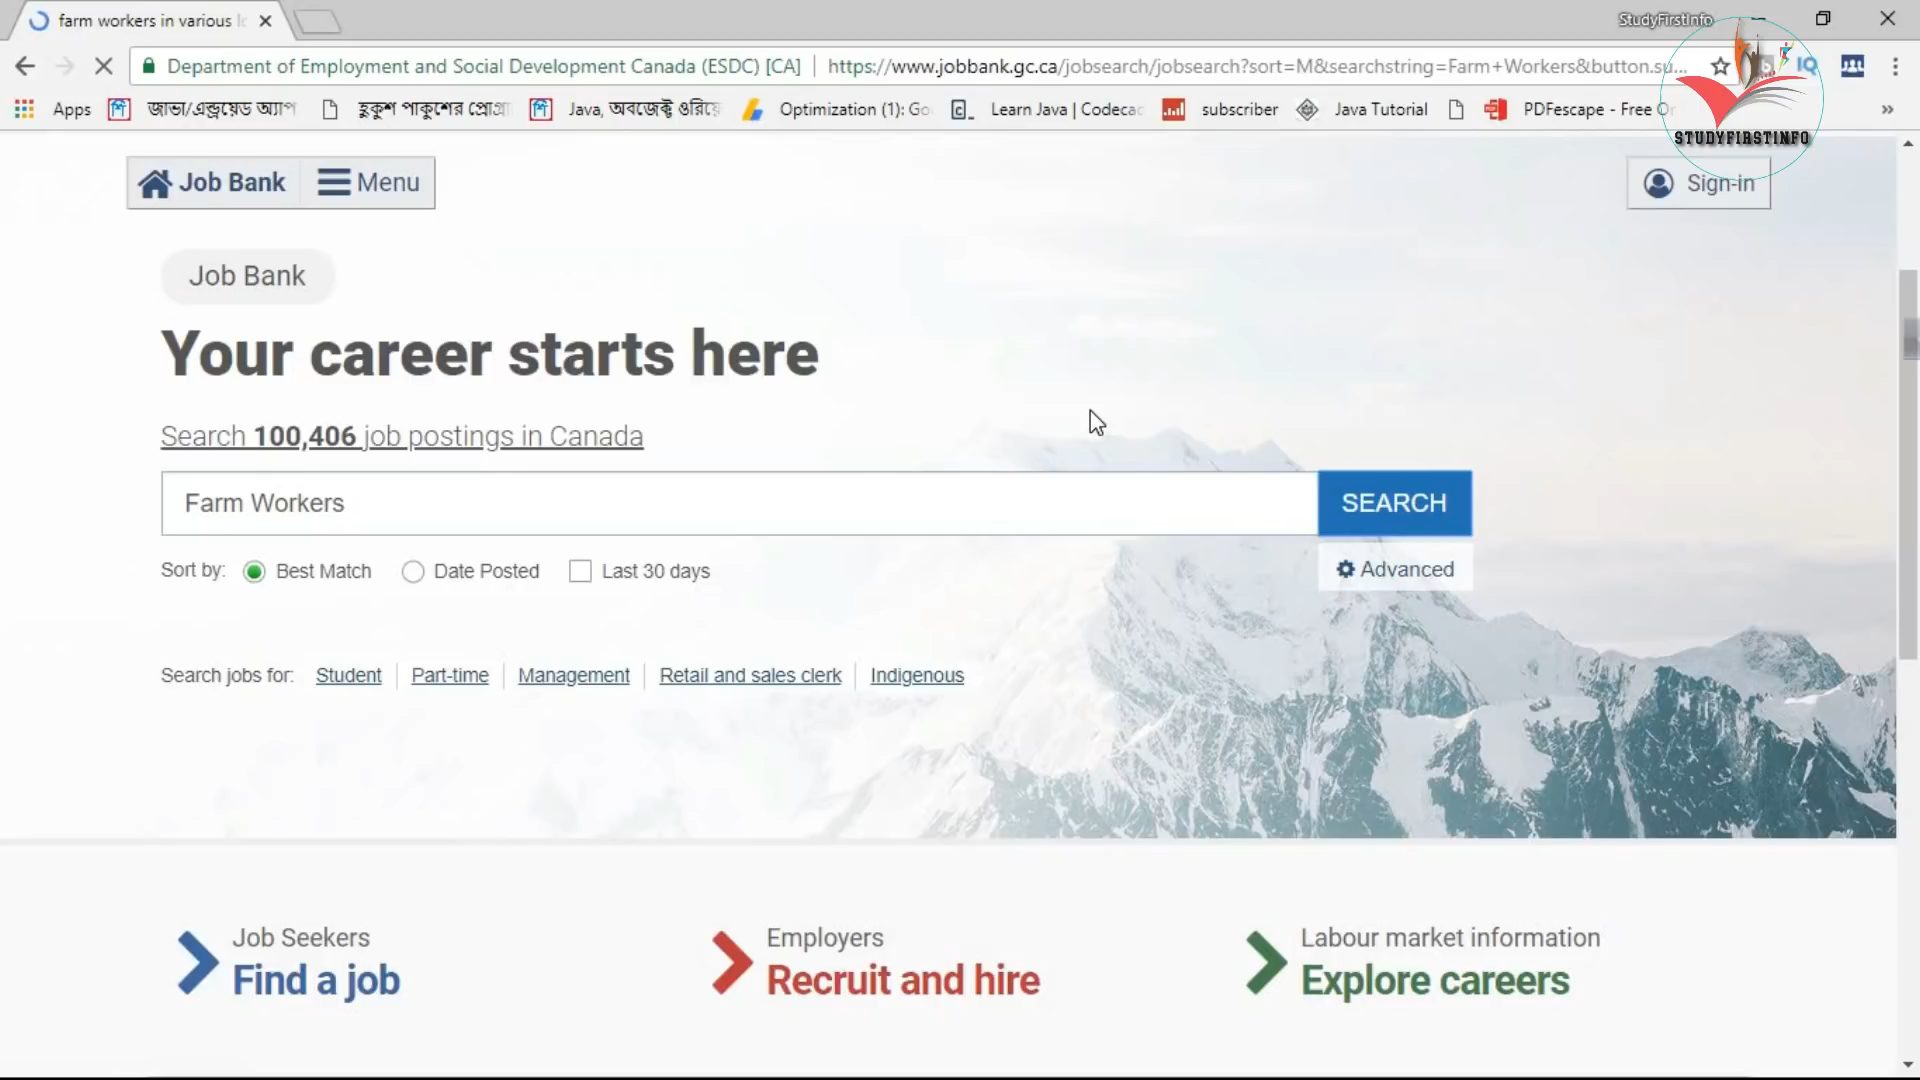 farm workers in various
StudyFirstInfo
Department of Employment and Social Development Canada (ESDC) [CA]
https://www.jobbank.gc.ca/jobsearch/jobsearch?sort=M&searchstring=Farm+Workers&button.su...
Apps
জাভা/এন্ড্রয়েড অ্যাপ
হুকুশ পাকুশের প্রোগ্রা
Java, অবজেক্ট ওরিয়ে
Optimization (1): Go
Learn Java | Codecac
subscriber
Java Tutorial
PDFescape - Free
STUDYFIRSTINFO
Job Bank
Menu
Sign-in
Job Bank
Your career starts here
Search 100,406 job postings in Canada
Farm Workers
SEARCH
Sort by: Best Match Date Posted Last 30 days
Advanced
Search jobs for: Student Part-time Management Retail and sales clerk Indigenous
Job Seekers
Find a job
Employers
Recruit and hire
Labour market information
Explore careers